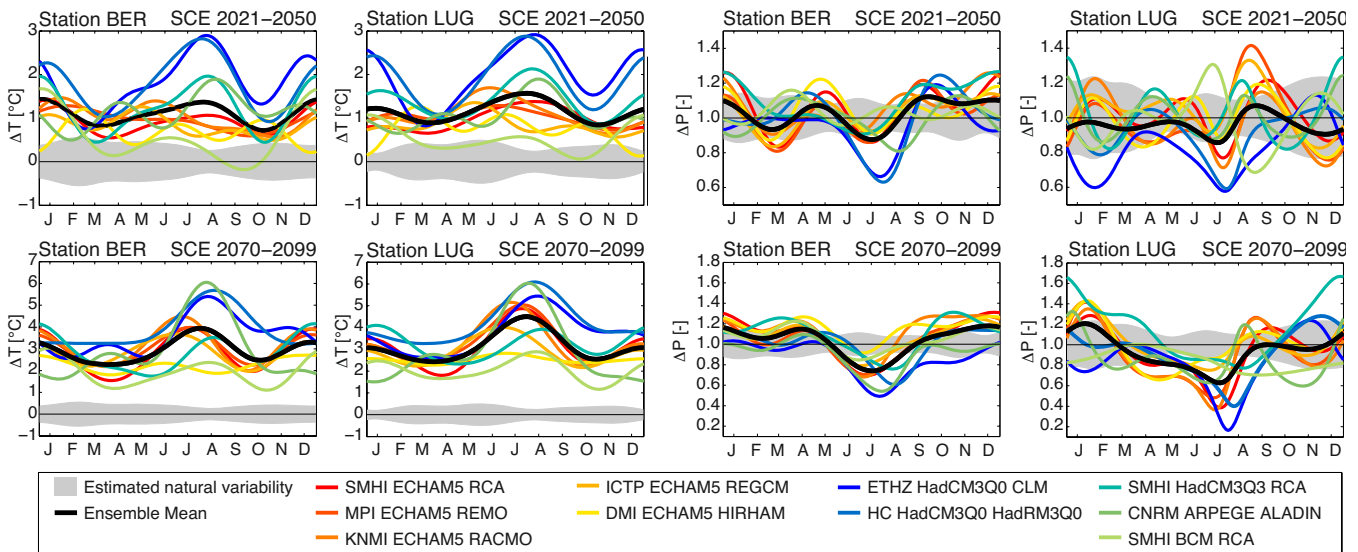 Station BER SCE 2021–2050
Station LUG SCE 2021–2050
Station BER SCE 2021–2050
Station LUG SCE 2021–2050
3
2
1
0
−1
ΔT [°C]
J F M A M J J A S O N D
3
2
1
0
−1
ΔT [°C]
J F M A M J J A S O N D
1.4
1.2
1.0
0.8
0.6
ΔP [-]
J F M A M J J A S O N D
1.4
1.2
1.0
0.8
0.6
ΔP [-]
J F M A M J J A S O N D
Station BER SCE 2070–2099
Station LUG SCE 2070–2099
Station BER SCE 2070–2099
Station LUG SCE 2070–2099
7
6
5
4
3
2
1
0
−1
ΔT [°C]
J F M A M J J A S O N D
7
6
5
4
3
2
1
0
−1
ΔT [°C]
J F M A M J J A S O N D
1.8
1.6
1.4
1.2
1.0
0.8
0.6
0.4
0.2
ΔP [-]
J F M A M J J A S O N D
1.8
1.6
1.4
1.2
1.0
0.8
0.6
0.4
0.2
ΔP [-]
J F M A M J J A S O N D
Estimated natural variability
Ensemble Mean
SMHI ECHAM5 RCA
MPI ECHAM5 REMO
KNMI ECHAM5 RACMO
ICTP ECHAM5 REGCM
DMI ECHAM5 HIRHAM
ETHZ HadCM3Q0 CLM
HC HadCM3Q0 HadRM3Q0
SMHI HadCM3Q3 RCA
CNRM ARPEGE ALADIN
SMHI BCM RCA